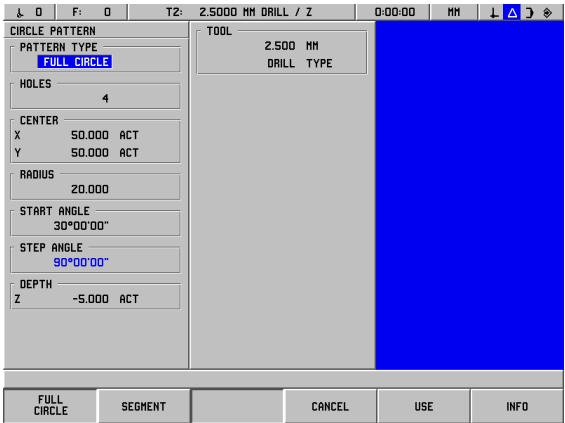 0 F: 0 T2: 2.5000 MM DRILL / Z 0:00:00 MM
CIRCLE PATTERN
PATTERN TYPE
FULL CIRCLE
HOLES
4
CENTER
X 50.000 ACT
Y 50.000 ACT
RADIUS
20.000
START ANGLE
30°00'00"
STEP ANGLE
90°00'00"
DEPTH
Z -5.000 ACT
TOOL
2.500 MM
DRILL TYPE
FULL
CIRCLE
SEGMENT
CANCEL
USE
INFO